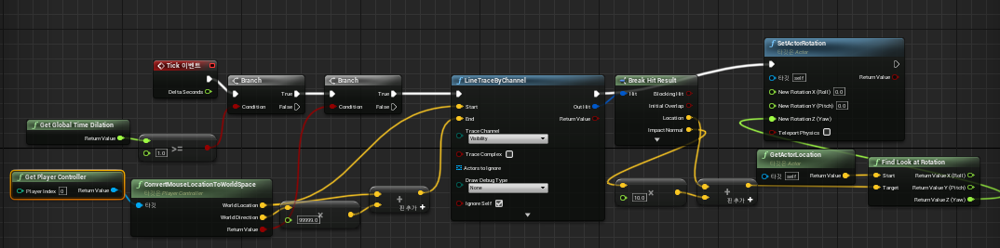 SetActorRotation
타깃은 Actor
타깃
self
Return Value
New Rotation X (Roll)
0.0
New Rotation Y (Pitch)
0.0
New Rotation Z (Yaw)
Teleport Physics
Tick 이벤트
Delta Seconds
Branch
True
Condition
False
Branch
True
Condition
False
LineTraceByChannel
Start
Out Hit
End
Return Value
Trace Channel
Visibility
Trace Complex
Actors to Ignore
Draw Debug Type
None
Ignore Self
Break Hit Result
Hit
Blocking Hit
Initial Overlap
Location
Impact Normal
Get Global Time Dilation
Return Value
>=
1.0
Get Player Controller
Player Index
0
Return Value
ConvertMouseLocationToWorldSpace
타깃은 Player Controller
타깃
World Location
World Direction
Return Value
×
99999.0
+
핀 추가 +
×
10.0
+
핀 추가 +
GetActorLocation
타깃
self
Return Value
Find Look at Rotation
Start
Return Value X (Roll)
Target
Return Value Y (Pitch)
Return Value Z (Yaw)